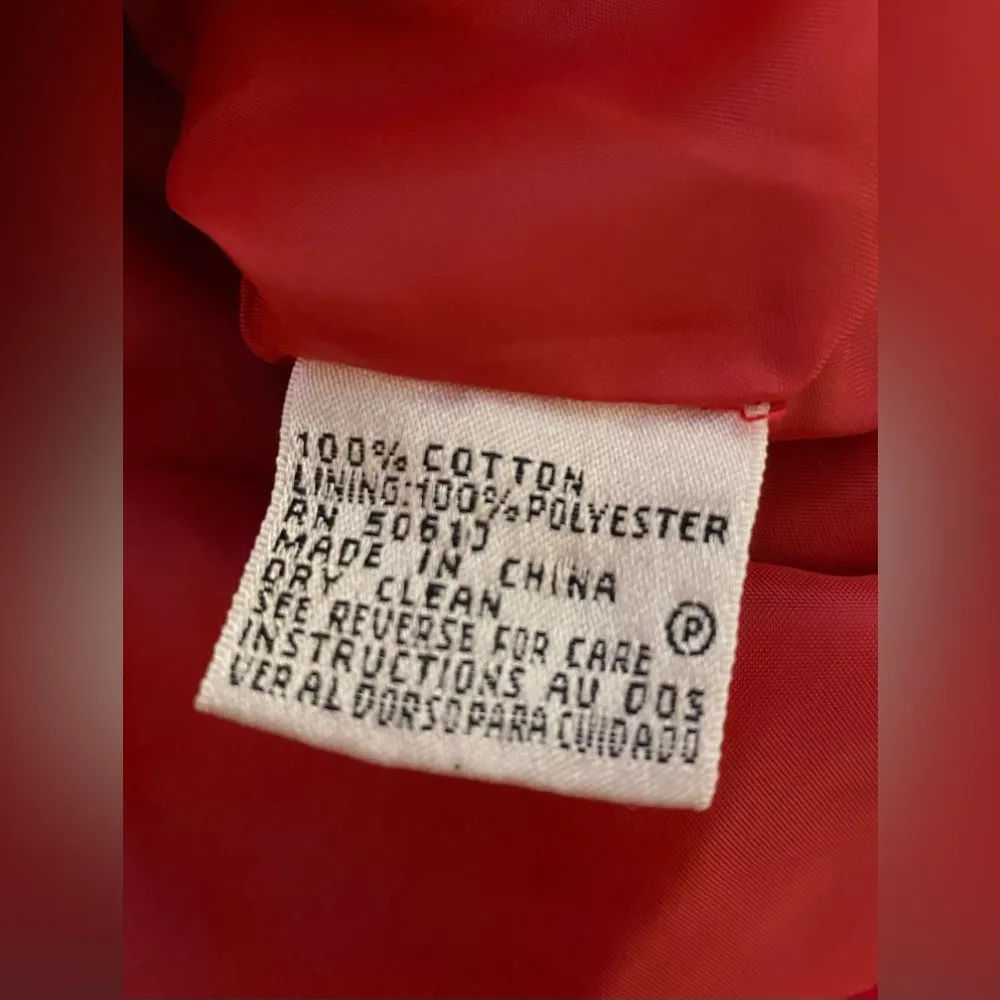 100% COTTON
LINING:100% POLYESTER
RN 50610
MADE IN CHINA
DRY CLEAN
Ⓟ
SEE REVERSE FOR CARE
INSTRUCTIONS AU DOS
VER AL DORSO PARA CUIDADO